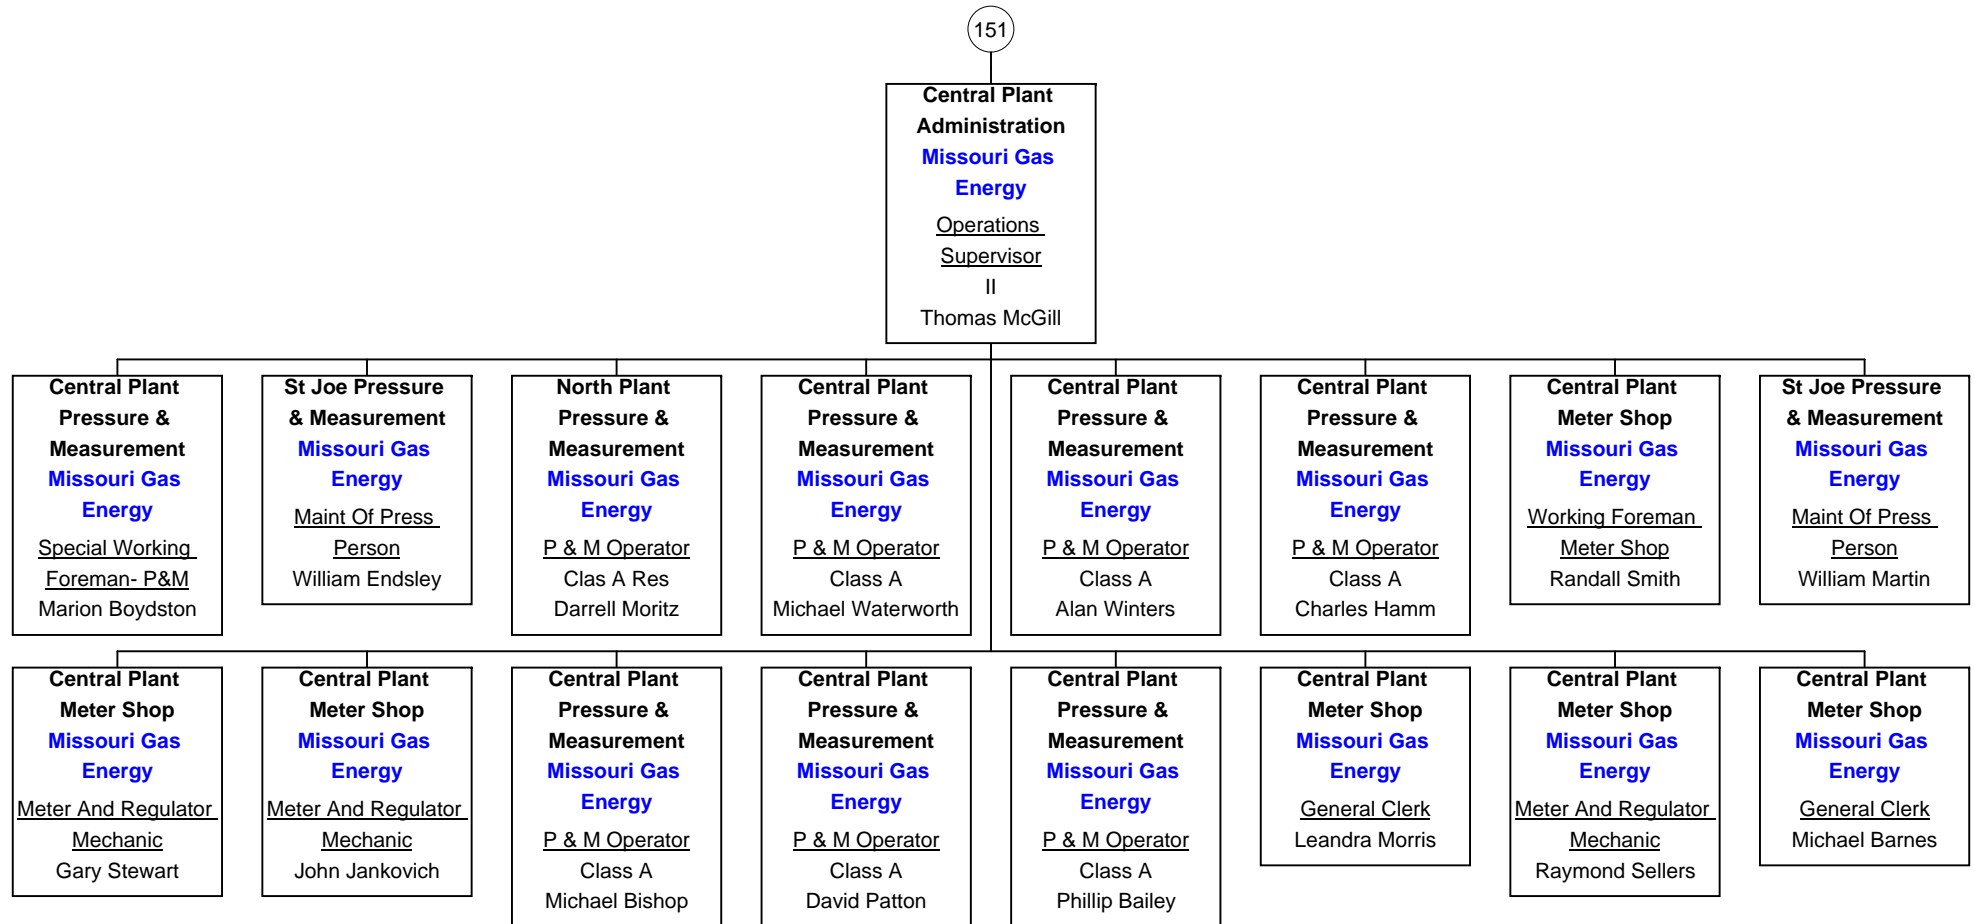 151
Central Plant
Administration
Missouri Gas
Energy
Operations
Supervisor
II
Thomas McGill
Central Plant
Pressure &
Measurement
Missouri Gas
Energy
Special Working
Foreman- P&M
Marion Boydston
St Joe Pressure
& Measurement
Missouri Gas
Energy
Maint Of Press
Person
William Endsley
North Plant
Pressure &
Measurement
Missouri Gas
Energy
P & M Operator
Clas A Res
Darrell Moritz
Central Plant
Pressure &
Measurement
Missouri Gas
Energy
P & M Operator
Class A
Michael Waterworth
Central Plant
Pressure &
Measurement
Missouri Gas
Energy
P & M Operator
Class A
Alan Winters
Central Plant
Pressure &
Measurement
Missouri Gas
Energy
P & M Operator
Class A
Charles Hamm
Central Plant
Meter Shop
Missouri Gas
Energy
Working Foreman
Meter Shop
Randall Smith
St Joe Pressure
& Measurement
Missouri Gas
Energy
Maint Of Press
Person
William Martin
Central Plant
Meter Shop
Missouri Gas
Energy
Meter And Regulator
Mechanic
Gary Stewart
Central Plant
Meter Shop
Missouri Gas
Energy
Meter And Regulator
Mechanic
John Jankovich
Central Plant
Pressure &
Measurement
Missouri Gas
Energy
P & M Operator
Class A
Michael Bishop
Central Plant
Pressure &
Measurement
Missouri Gas
Energy
P & M Operator
Class A
David Patton
Central Plant
Pressure &
Measurement
Missouri Gas
Energy
P & M Operator
Class A
Phillip Bailey
Central Plant
Meter Shop
Missouri Gas
Energy
General Clerk
Leandra Morris
Central Plant
Meter Shop
Missouri Gas
Energy
Meter And Regulator
Mechanic
Raymond Sellers
Central Plant
Meter Shop
Missouri Gas
Energy
General Clerk
Michael Barnes